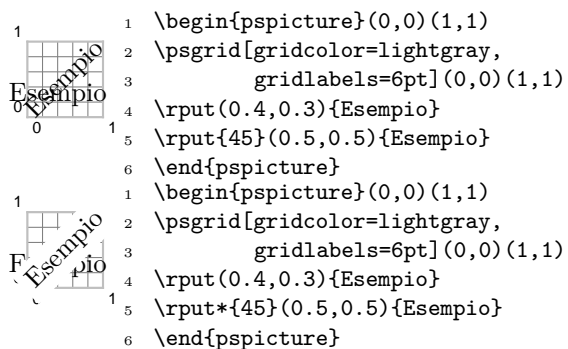 1
Esempio
Esempio
0
0 1
1 \begin{pspicture}(0,0)(1,1)
2 \psgrid[gridcolor=lightgray,
3 gridlabels=6pt](0,0)(1,1)
4 \rput(0.4,0.3){Esempio}
5 \rput{45}(0.5,0.5){Esempio}
6 \end{pspicture}
1
Esempio
1
1 \begin{pspicture}(0,0)(1,1)
2 \psgrid[gridcolor=lightgray,
3 gridlabels=6pt](0,0)(1,1)
4 \rput(0.4,0.3){Esempio}
5 \rput*{45}(0.5,0.5){Esempio}
6 \end{pspicture}